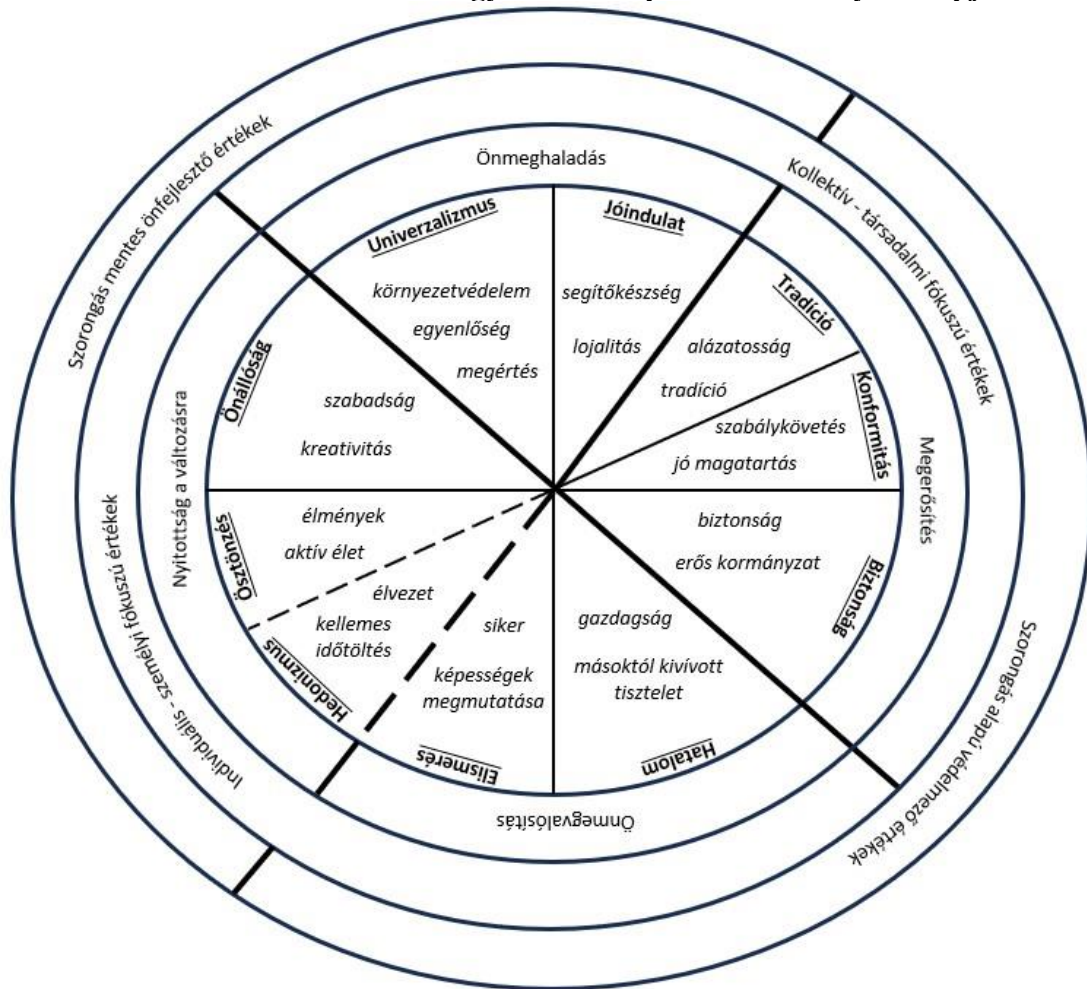 Szorongás mentes önfejlesztő értékek
Kollektív - társadalmi fókuszú értékek
Önmeghaladás
Univerzalizmus
Jóindulat
környezetvédelem
egyenlőség
megértés
segítőkészség
lojalitás
Tradíció
alázatosság
tradíció
Konformitás
szabálykövetés
jó magatartás
Megerősítés
Önállóság
szabadság
kreativitás
Nyitottság a változásra
Ösztönzés
élmények
aktív élet
élvezet
kellemes
időtöltés
Hedonizmus
siker
képességek
megmutatása
Elismerés
gazdagság
másoktól kivívott
tisztelet
Hatalom
biztonság
erős kormányzat
Biztonság
Önmegvalósítás
Individuális - személyi fókuszú értékek
Szorongás alapú védelmező értékek